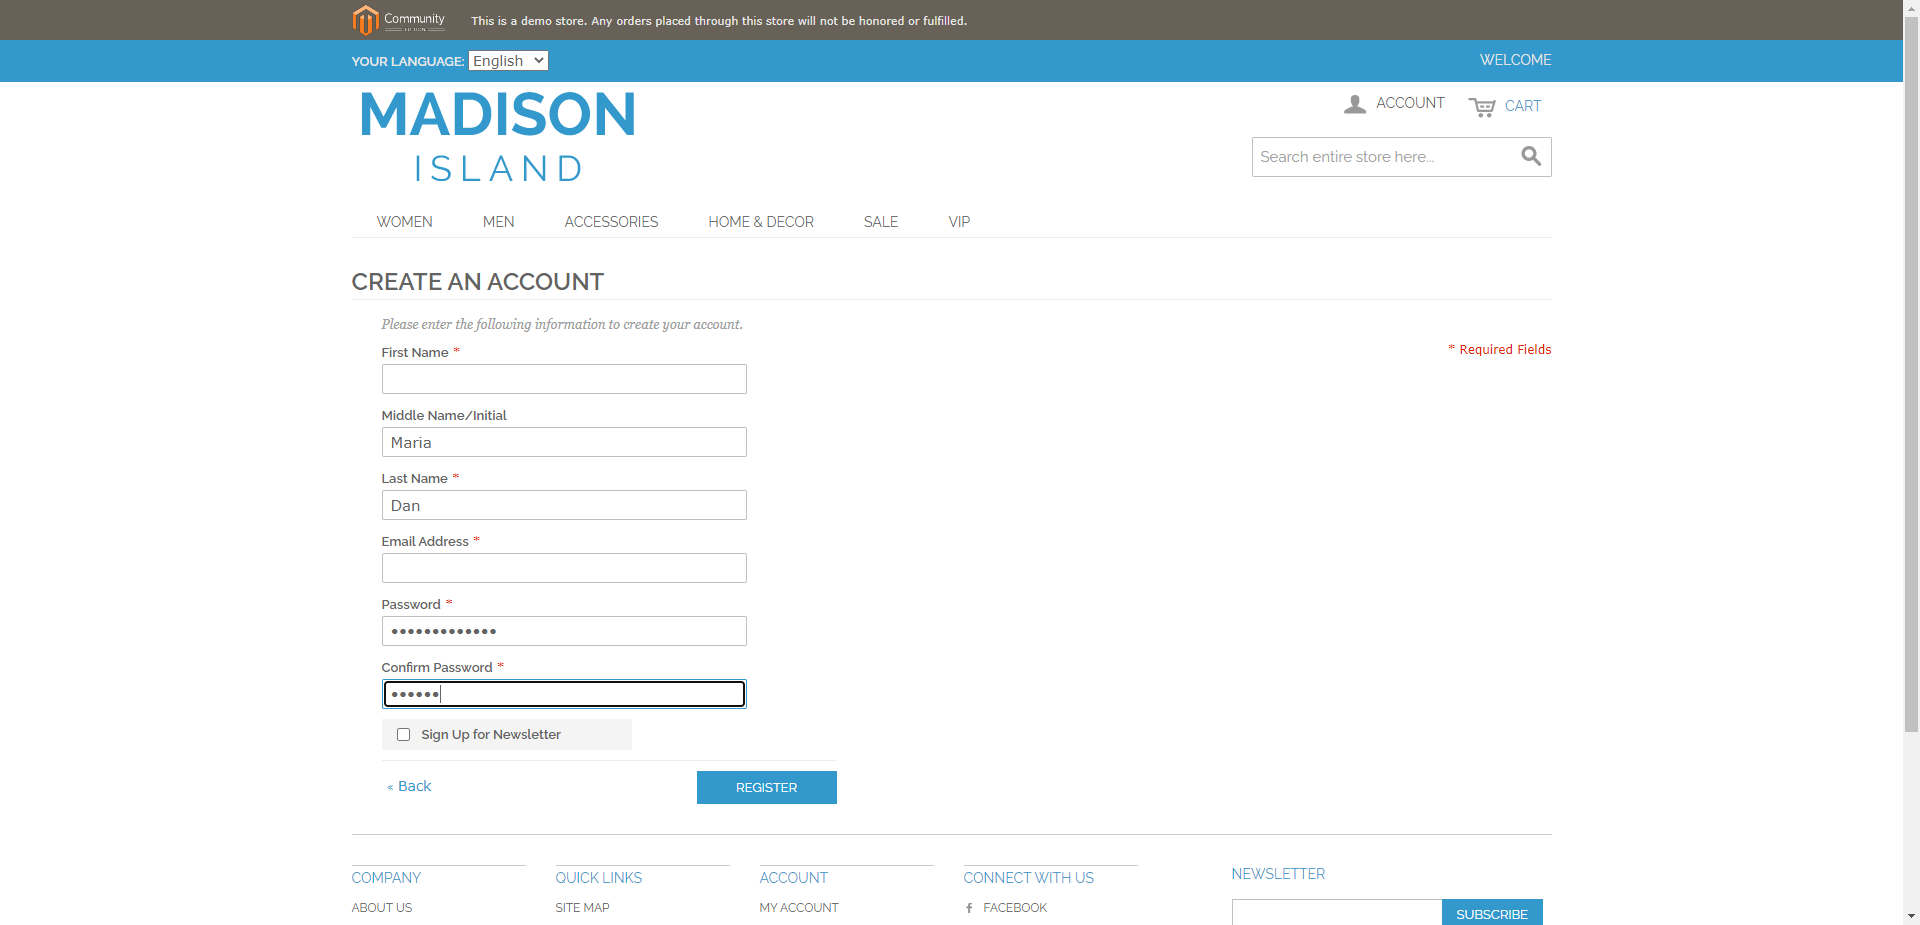 Community
EDITION
This is a demo store. Any orders placed through this store will not be honored or fulfilled.
YOUR LANGUAGE: English
WELCOME
MADISON
ISLAND
ACCOUNT
CART
Search entire store here...
WOMEN
MEN
ACCESSORIES
HOME & DECOR
SALE
VIP
CREATE AN ACCOUNT
Please enter the following information to create your account.
* Required Fields
First Name *
Middle Name/Initial
Maria
Last Name *
Dan
Email Address *
Password *
•••••••••••••
Confirm Password *
••••••
Sign Up for Newsletter
« Back
REGISTER
COMPANY
ABOUT US
QUICK LINKS
SITE MAP
ACCOUNT
MY ACCOUNT
CONNECT WITH US
FACEBOOK
NEWSLETTER
SUBSCRIBE